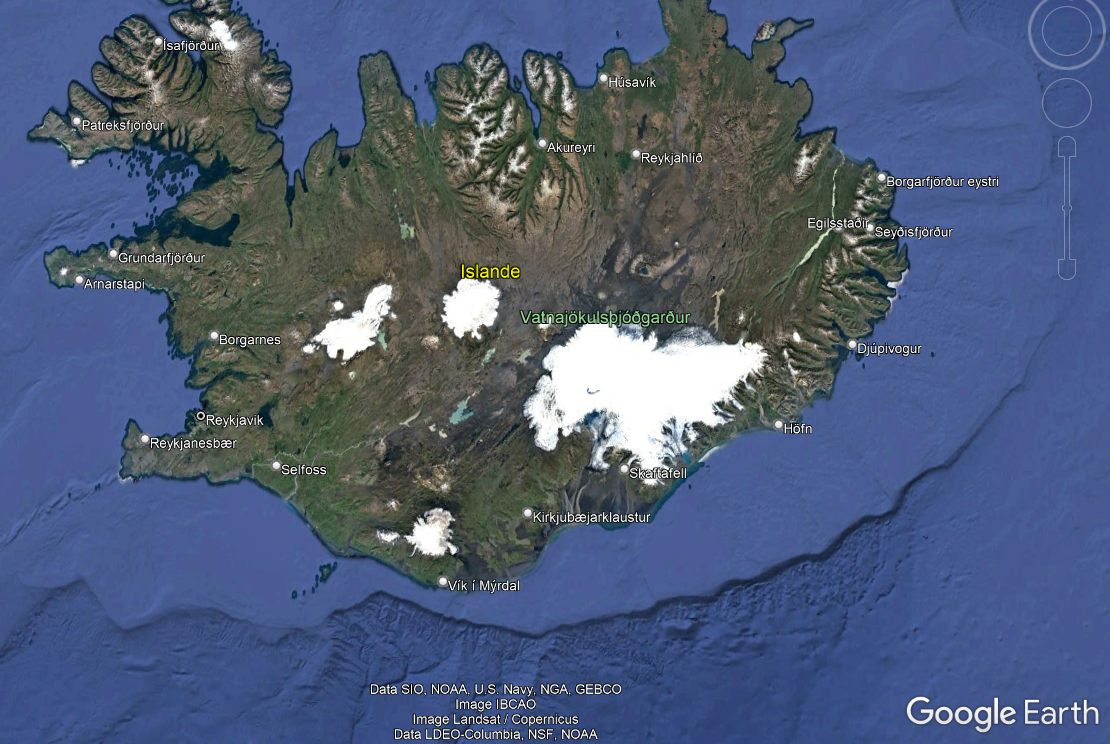 Ísafjörður
Húsavík
Patreksfjörður
Akureyri
Reykjahlíð
Borgarfjörður eystri
Egilsstaðir
Seyðisfjörður
Grundarfjörður
Islande
Arnarstapi
Vatnajökulsþjóðgarður
Borgarnes
Djúpivogur
Reykjavik
Höfn
Reykjanesbær
Selfoss
Skaftafell
Kirkjubæjarklaustur
Vík í Mýrdal
Data SIO, NOAA, U.S. Navy, NGA, GEBCO
Image IBCAO
Image Landsat / Copernicus
Data LDEO-Columbia, NSF, NOAA
Google Earth